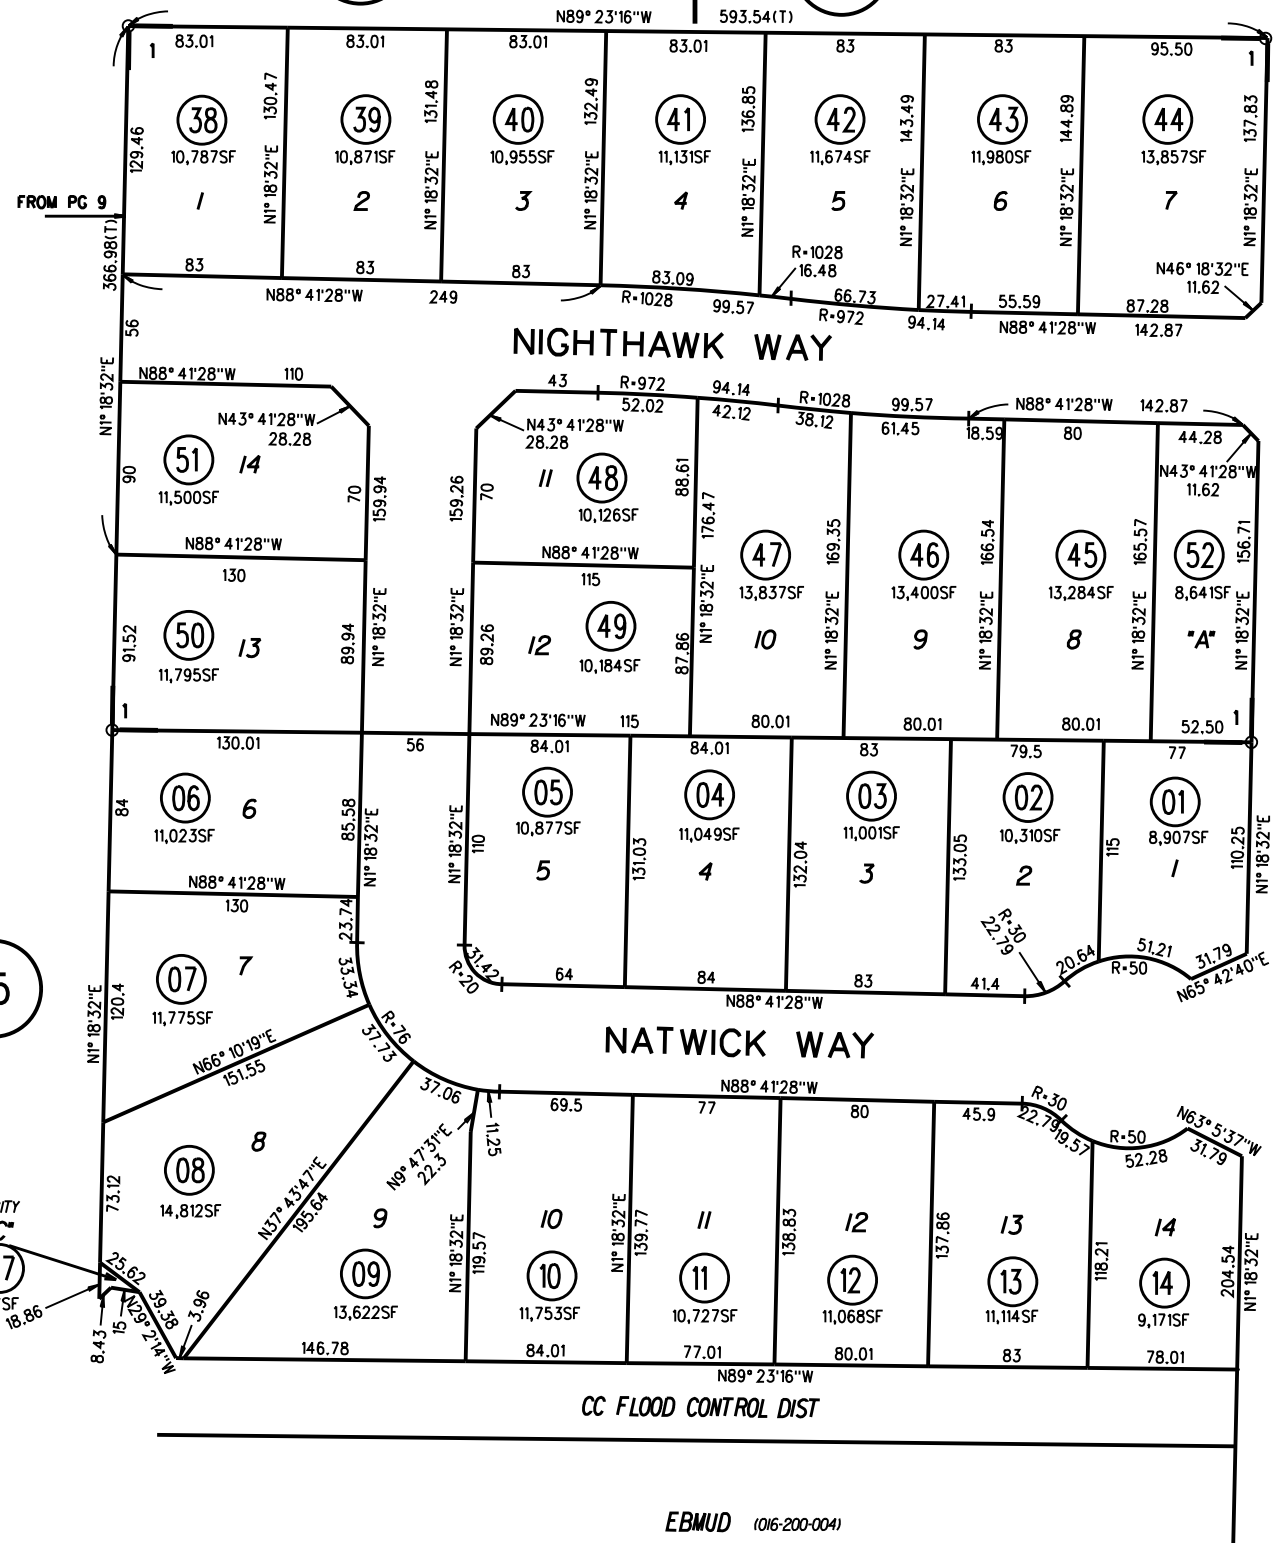 N89°23'16"W 593.54(T)
1 83.01 83.01 83.01 83.01 83 83 95.50 1
129.46 130.47 131.48 132.49 136.85 143.49 144.89 137.83
38 39 40 41 42 43 44
10,787SF 10,871SF 10,955SF 11,131SF 11,674SF 11,980SF 13,857SF
N1°18'32"E N1°18'32"E N1°18'32"E N1°18'32"E N1°18'32"E N1°18'32"E N1°18'32"E
1 2 3 4 5 6 7
FROM PG 9
366.98(T)
83 83 83 83.09
R=1028
16.48
N46°18'32"E
11.62
N88°41'28"W 249 R=1028 99.57
66.73 27.41 55.59 87.28
R=972 94.14 N88°41'28"W 142.87
56
NIGHTHAWK WAY
N1°18'32"E
N88°41'28"W 110
N43°41'28"W
28.28
51 14
11,500SF
90 70 159.94
43 R=972 94.14 R=1028 99.57 N88°41'28"W 142.87
52.02 42.12 38.12 61.45 18.59 80 44.28
N43°41'28"W
28.28
N43°41'28"W
11.62
11 48
10,126SF
159.26 70 88.61 176.47 169.35 166.54 165.57 156.71
N88°41'28"W
130
N88°41'28"W
115
47 46 45 52
13,837SF 13,400SF 13,284SF 8,641SF
10 9 8 "A"
N1°18'32"E N1°18'32"E N1°18'32"E N1°18'32"E N1°18'32"E N1°18'32"E N1°18'32"E
50 13
11,795SF
91.52 89.94
12 49
10,184SF
89.26 87.86
1 N89°23'16"W 115 80.01 80.01 80.01 52.50 1
130.01 56 84.01 84.01 83 79.5 77
06 6
11,023SF
84 85.58
N1°18'32"E N1°18'32"E
110
05 04 03 02 01
10,877SF 11,049SF 11,001SF 10,310SF 8,907SF
5 4 3 2 1
131.03 132.04 133.05 115 110.25
N1°18'32"E
N88°41'28"W
130
23.74
33.34
7
07
11,775SF
N1°18'32"E 120.4
31.42
R=20
64 84 83 41.4
R=30
22.79
20.64 51.21
R=50
31.79
N65°42'40"E
N88°41'28"W
N66°10'19"E
151.55
R=76
37.73
37.06
NATWICK WAY
N88°41'28"W
69.5 77 80 45.9
R=30
22.79
19.57
R=50
52.28
N63°5'37"W
31.79
8
08
14,812SF
73.12
N37°43'47"E
195.64
N9°47'31"E
22.3
11.25
9 10 11 12 13 14
09 10 11 12 13 14
13,622SF 11,753SF 10,727SF 11,068SF 11,114SF 9,171SF
N1°18'32"E 119.57 N1°18'32"E 139.77 138.83 137.86 118.21 204.54 N1°18'32"E
25.62
39.38
3.96
18.86
8.43
15
N29°2'14"W
5
7
SF
146.78 84.01 77.01 80.01 83 78.01
N89°23'16"W
CC FLOOD CONTROL DIST
EBMUD (016-200-004)